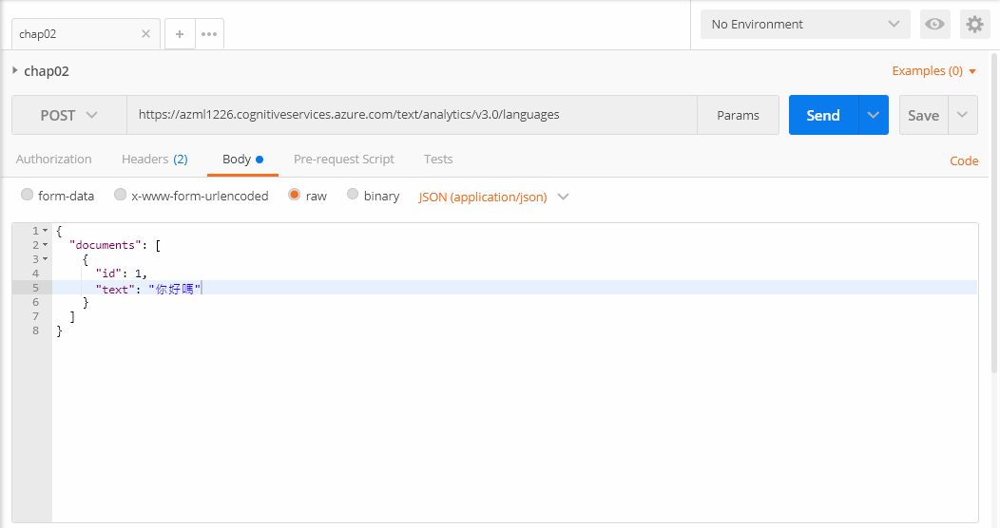 chap02
No Environment
chap02
Examples (0)
POST https://azml1226.cognitiveservices.azure.com/text/analytics/v3.0/languages Params Send Save
Authorization Headers (2) Body Pre-request Script Tests Code
form-data x-www-form-urlencoded raw binary JSON (application/json)
1 {
2 "documents": [
3 {
4 "id": 1,
5 "text": "你好嗎"
6 }
7 ]
8 }